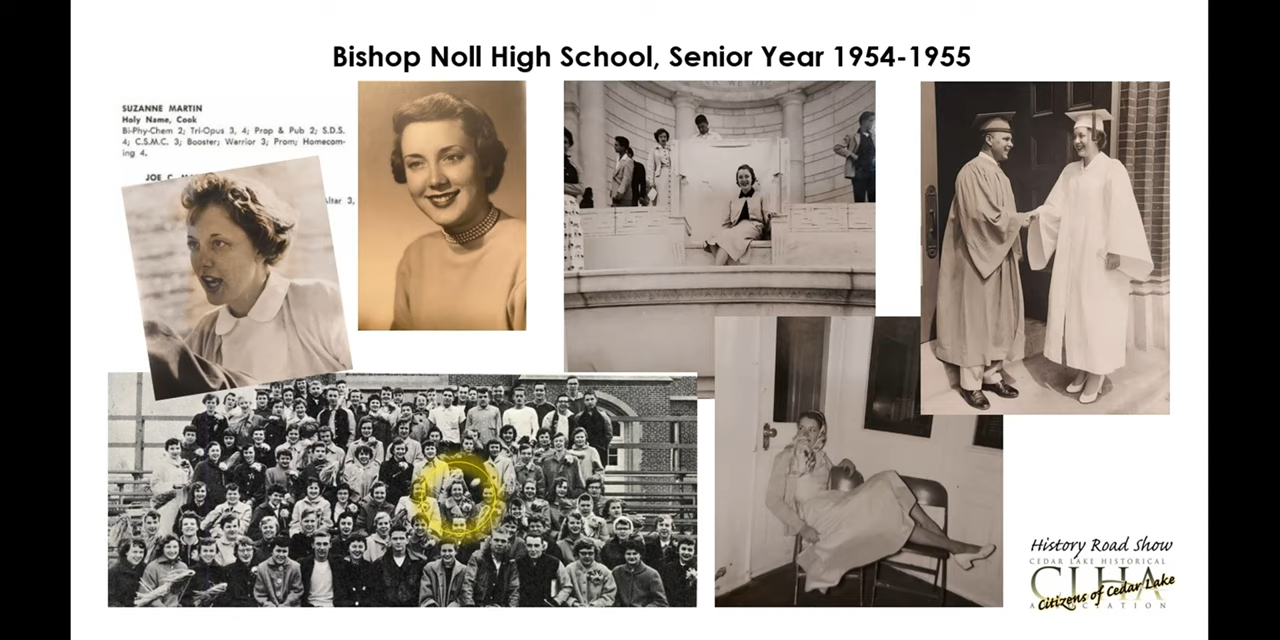 Bishop Noll High School, Senior Year 1954-1955
SUZANNE MARTIN
Holy Name, Cook
Bi-Phy-Chem 2; Tri-Opus 3, 4; Prop & Pub 2; S.D.S.
4; C.S.M.C. 3; Booster; Warrior 3; Prom; Homecom-
ing 4.
JOE C.
Altar 3,
History Road Show
CEDAR LAKE HISTORICAL
CLHA
Citizens of Cedar Lake
ASSOCIATION